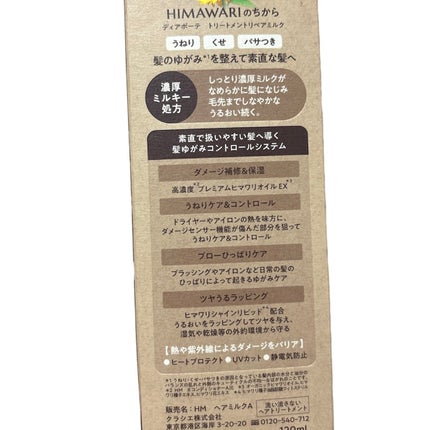 HIMAWARIのちから
ディアボーテ トリートメントリペアミルク
うねり くせ パサつき
髪のゆがみ*¹を整えて素直な髪へ
濃厚
ミルキー
処方
しっとり濃厚ミルクが
なめらかに髪になじみ
毛先までしなやかな
うるおい続く。
素直で扱いやすい髪へ導く
髪ゆがみコントロールシステム
ダメージ補修&保湿
高濃度*²プレミアムヒマワリオイルEX*³
うねりケア&コントロール
ドライヤーやアイロンの熱を味方に、
ダメージセンサー機能が傷んだ部分を狙って
うねりケア&コントロール
ブローひっぱりケア
ブラッシングやアイロンなど日常の髪の
ひっぱりによって起きるゆがみケア
ツヤうるラッピング
ヒマワリシャインリピッド 配合
うるおいをラッピングしてツヤを与え、
湿気や乾燥等の外的環境から守る
【熱や紫外線によるダメージをバリア】
●ヒートプロテクト ●UVカット ●静電気防止
販売名: HM ヘアミルクA
洗い流さない
ヘアトリートメント
クラシエ株式会社
東京都港区海岸3-20-20
0120-540-712
120mL